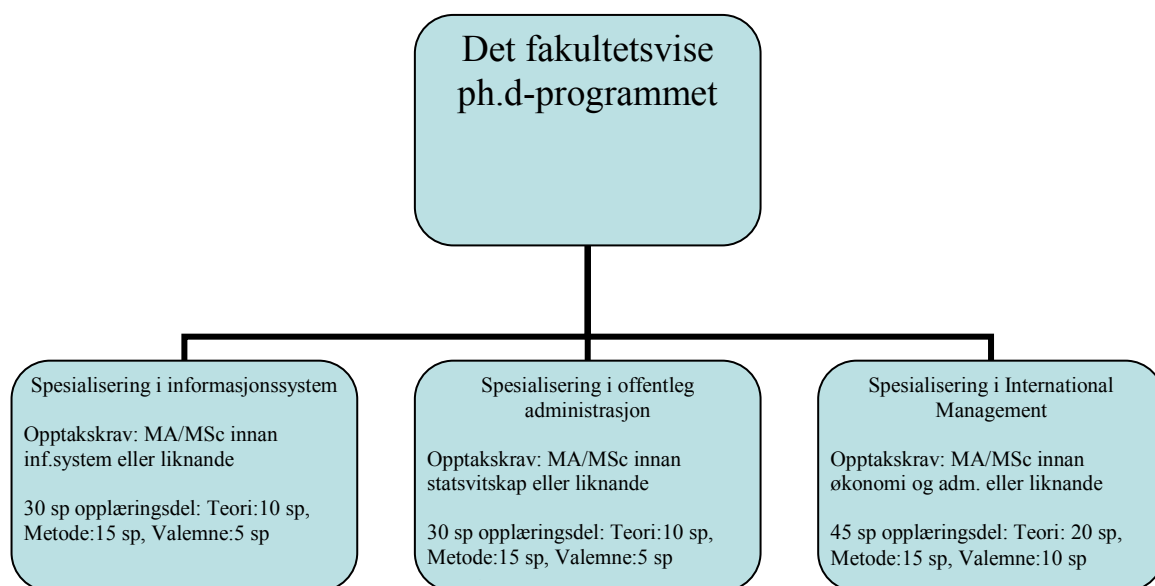 Det fakultetsvise
ph.d-programmet
Spesialisering i informasjonssystem
Opptakskrav: MA/MSc innan
inf.system eller liknande
30 sp opplæringsdel: Teori:10 sp,
Metode:15 sp, Valemne:5 sp
Spesialisering i offentleg
administrasjon
Opptakskrav: MA/MSc innan
statsvitskap eller liknande
30 sp opplæringsdel: Teori:10 sp,
Metode:15 sp, Valemne:5 sp
Spesialisering i International
Management
Opptakskrav: MA/MSc innan
økonomi og adm. eller liknande
45 sp opplæringsdel: Teori: 20 sp,
Metode:15 sp, Valemne:10 sp